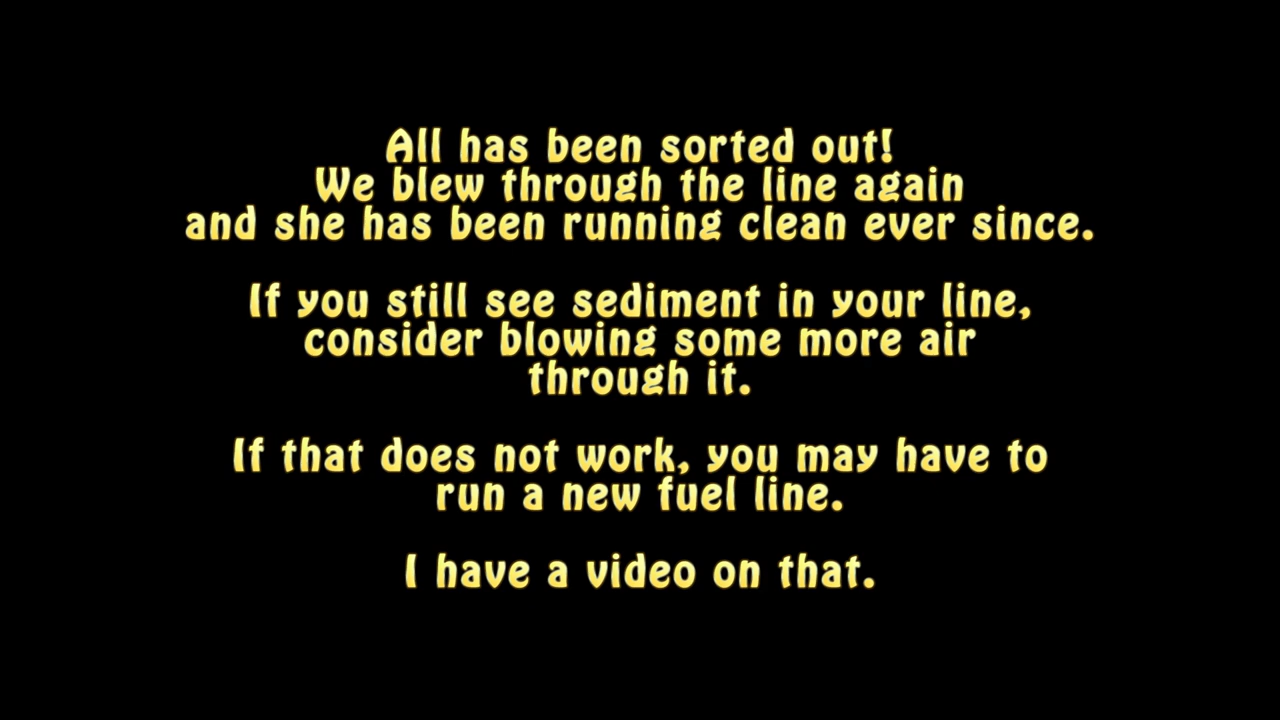 All has been sorted out!
We blew through the line again
and she has been running clean ever since.
If you still see sediment in your line,
consider blowing some more air
through it.
If that does not work, you may have to
run a new fuel line.
I have a video on that.